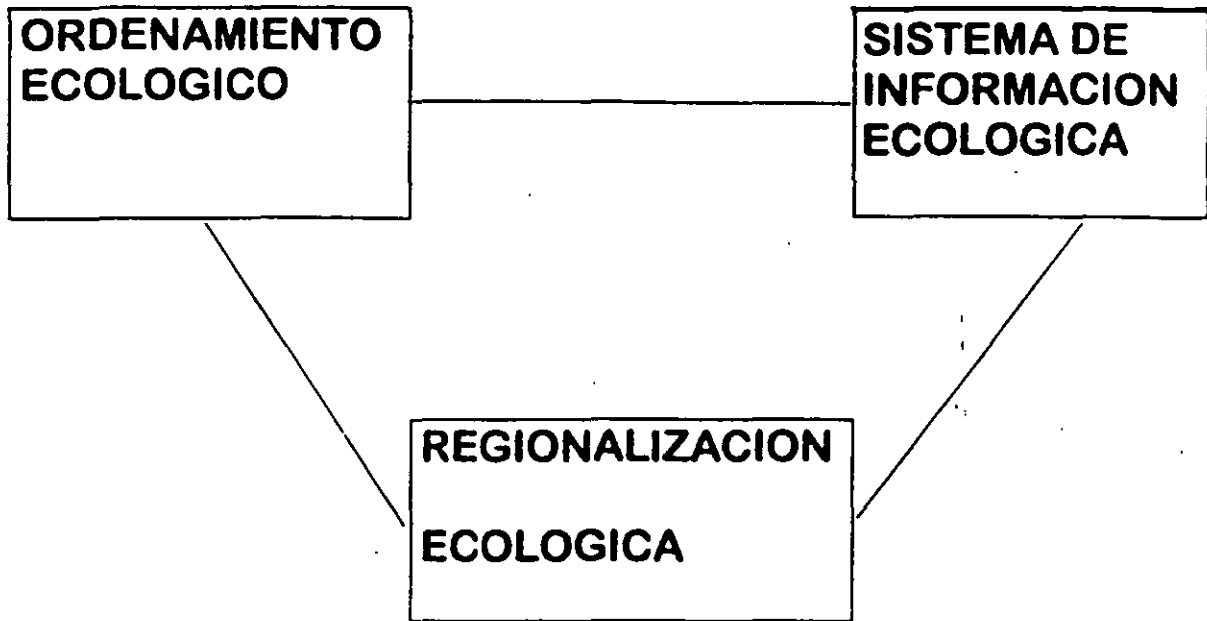 ORDENAMIENTO
ECOLOGICO
SISTEMA DE
INFORMACION
ECOLOGICA
REGIONALIZACION
ECOLOGICA